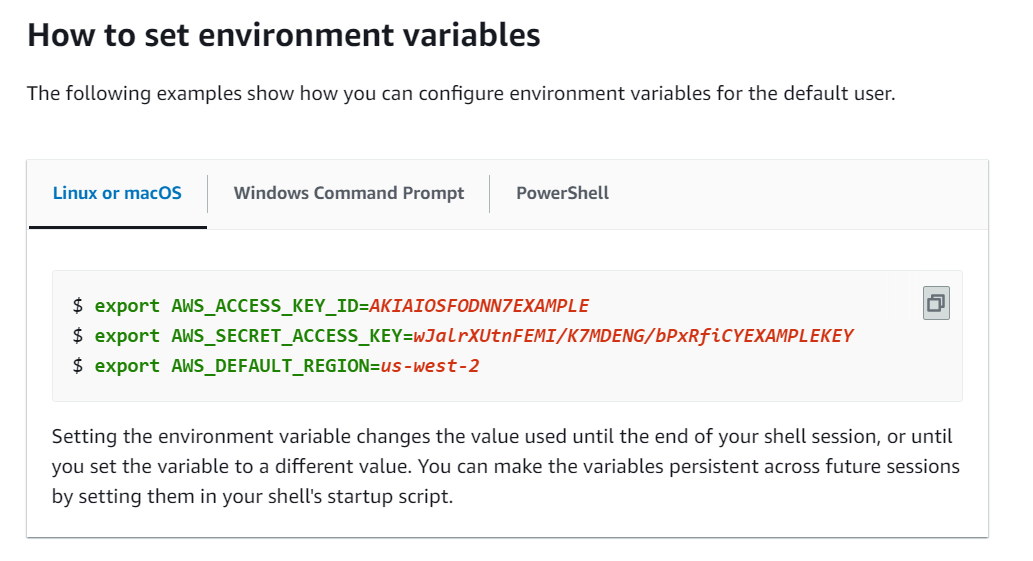 How to set environment variables
The following examples show how you can configure environment variables for the default user.
Linux or macOS
Windows Command Prompt
PowerShell
$ export AWS_ACCESS_KEY_ID=AKIAIOSFODNN7EXAMPLE
$ export AWS_SECRET_ACCESS_KEY=wJalrXUtnFEMI/K7MDENG/bPxRfiCYEXAMPLEKEY
$ export AWS_DEFAULT_REGION=us-west-2
Setting the environment variable changes the value used until the end of your shell session, or until
you set the variable to a different value. You can make the variables persistent across future sessions
by setting them in your shell's startup script.